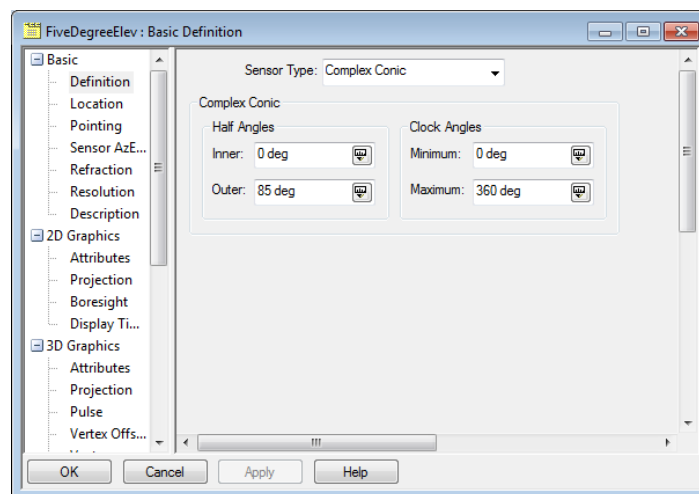 FiveDegreeElev : Basic Definition
Basic
Definition
Location
Pointing
Sensor AzE...
Refraction
Resolution
Description
2D Graphics
Attributes
Projection
Boresight
Display Ti...
3D Graphics
Attributes
Projection
Pulse
Vertex Offs...
Sensor Type: Complex Conic
Complex Conic
Half Angles
Inner: 0 deg
Outer: 85 deg
Clock Angles
Minimum: 0 deg
Maximum: 360 deg
OK Cancel Apply Help